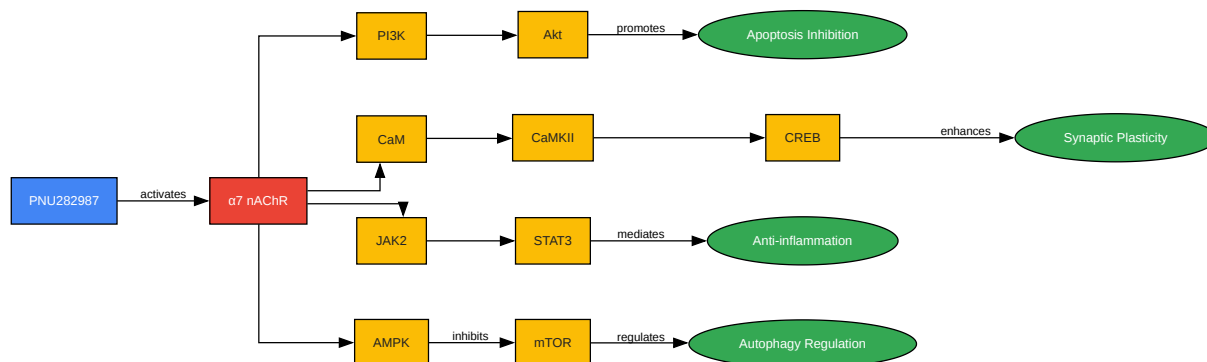 PI3K
Akt
promotes
Apoptosis Inhibition
CaM
CaMKII
CREB
enhances
Synaptic Plasticity
PNU282987
activates
α7 nAChR
JAK2
STAT3
mediates
Anti-inflammation
AMPK
inhibits
mTOR
regulates
Autophagy Regulation